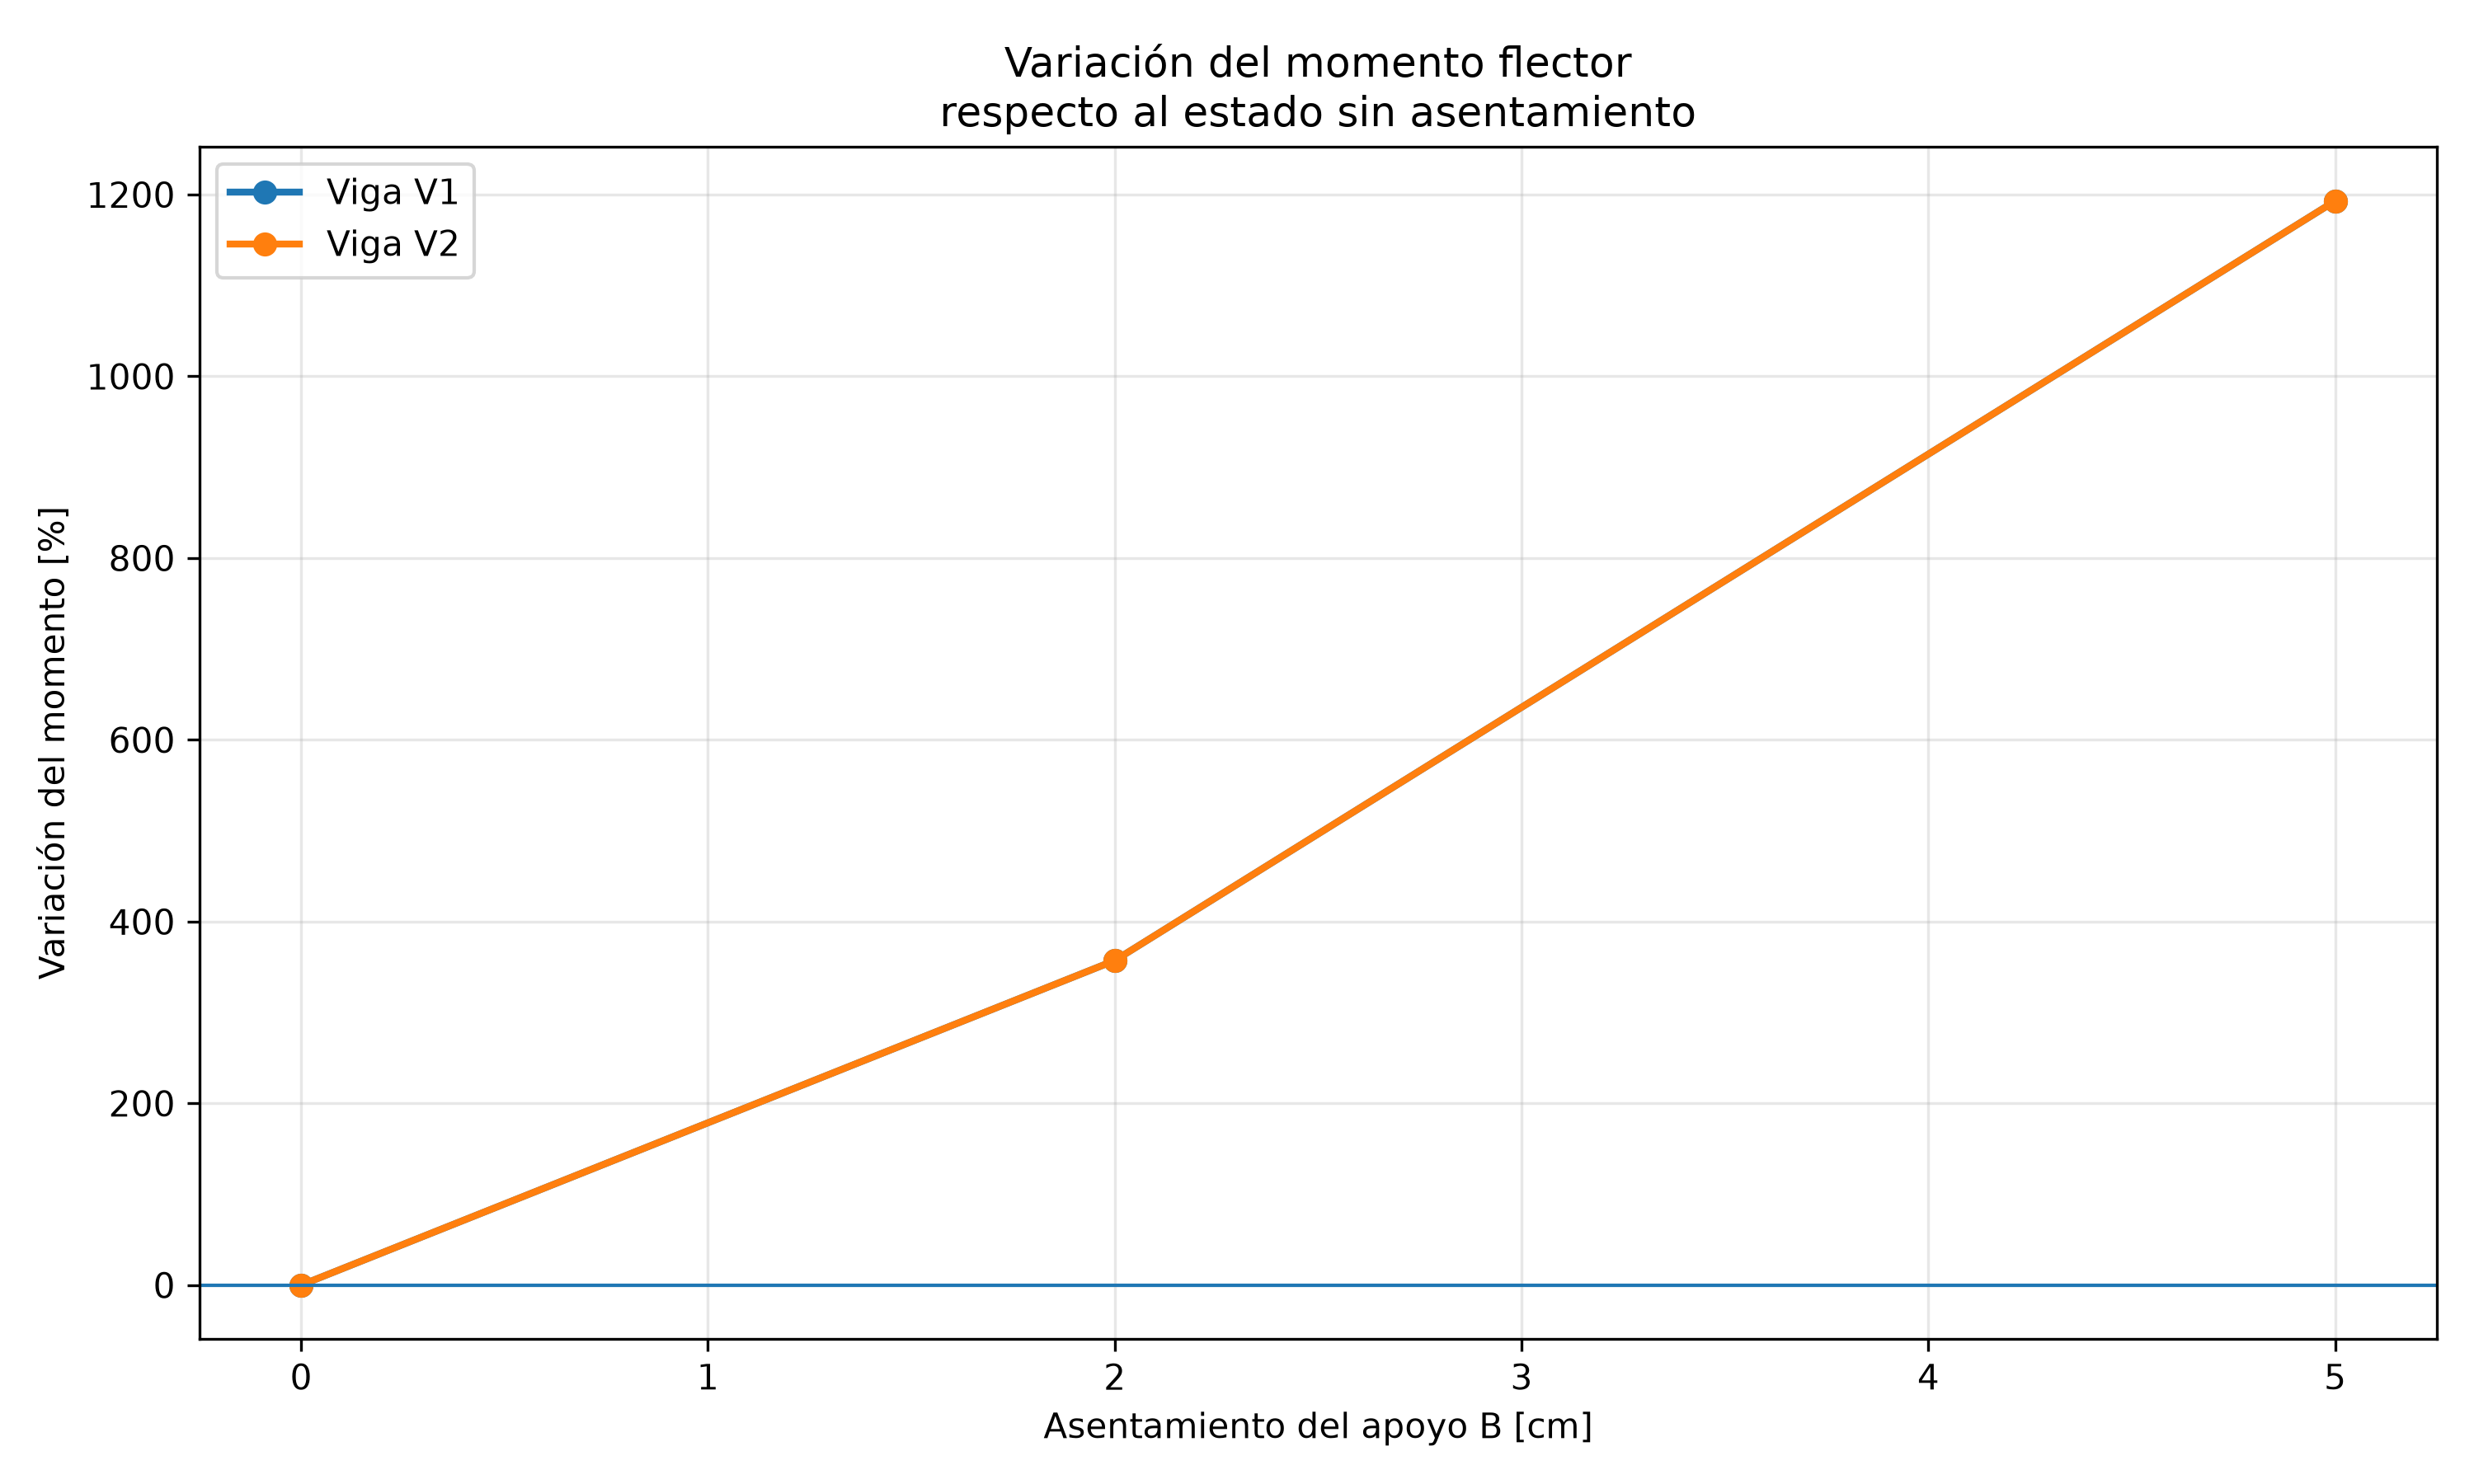 Variación del momento flector
respecto al estado sin asentamiento
Viga V1
Viga V2
Variación del momento [%]
1200
1000
800
600
400
200
0
0 1 2 3 4 5
Asentamiento del apoyo B [cm]